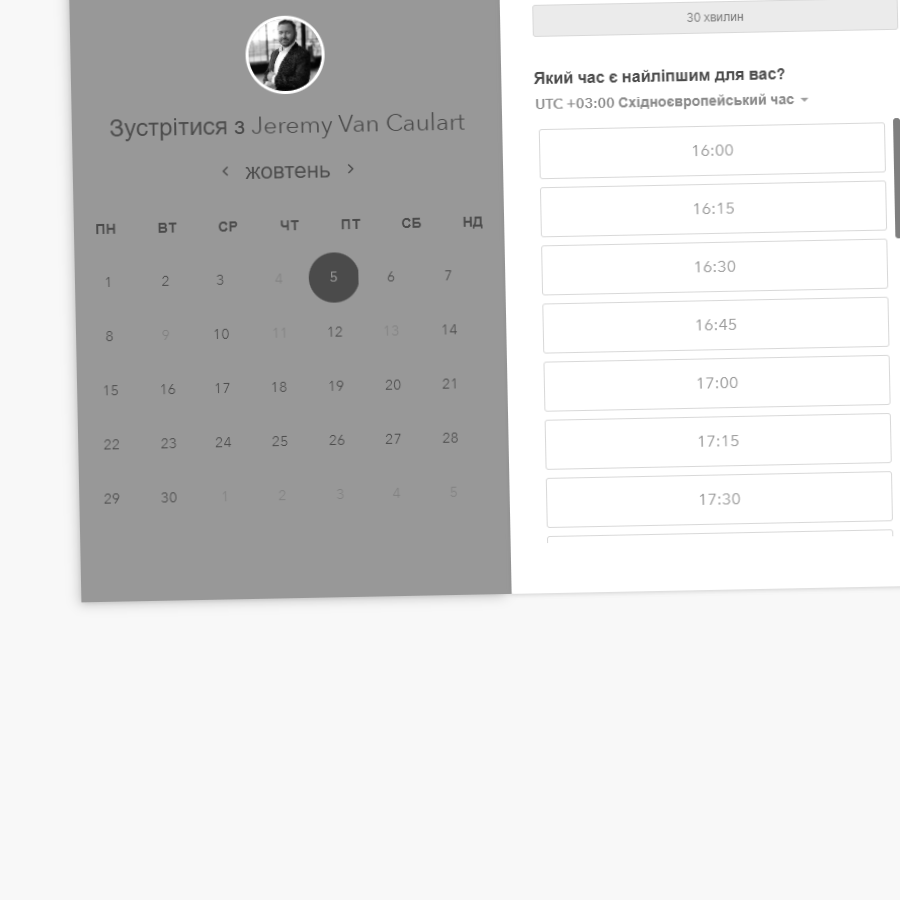 Зустрітися з Jeremy Van Caulart
жовтень
ПН ВТ СР ЧТ ПТ СБ НД
1 2 3 4 5 6 7
8 9 10 11 12 13 14
15 16 17 18 19 20 21
22 23 24 25 26 27 28
29 30 1 2 3 4 5
30 хвилин
Який час є найліпшим для вас?
UTC +03:00 Східноєвропейський час
16:00
16:15
16:30
16:45
17:00
17:15
17:30